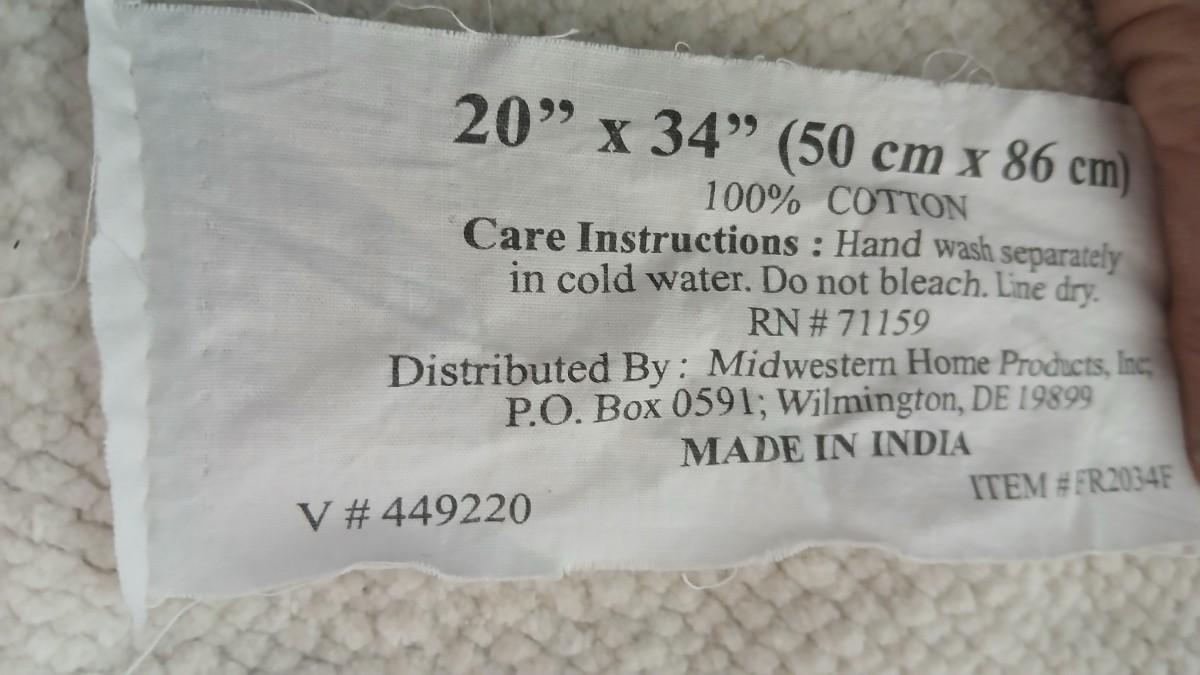 20” x 34” (50 cm x 86 cm)
100% COTTON
Care Instructions : Hand wash separately
in cold water. Do not bleach. Line dry.
RN # 71159
Distributed By : Midwestern Home Products, Inc;
P.O. Box 0591; Wilmington, DE 19899
MADE IN INDIA
ITEM # FR2034F
V # 449220